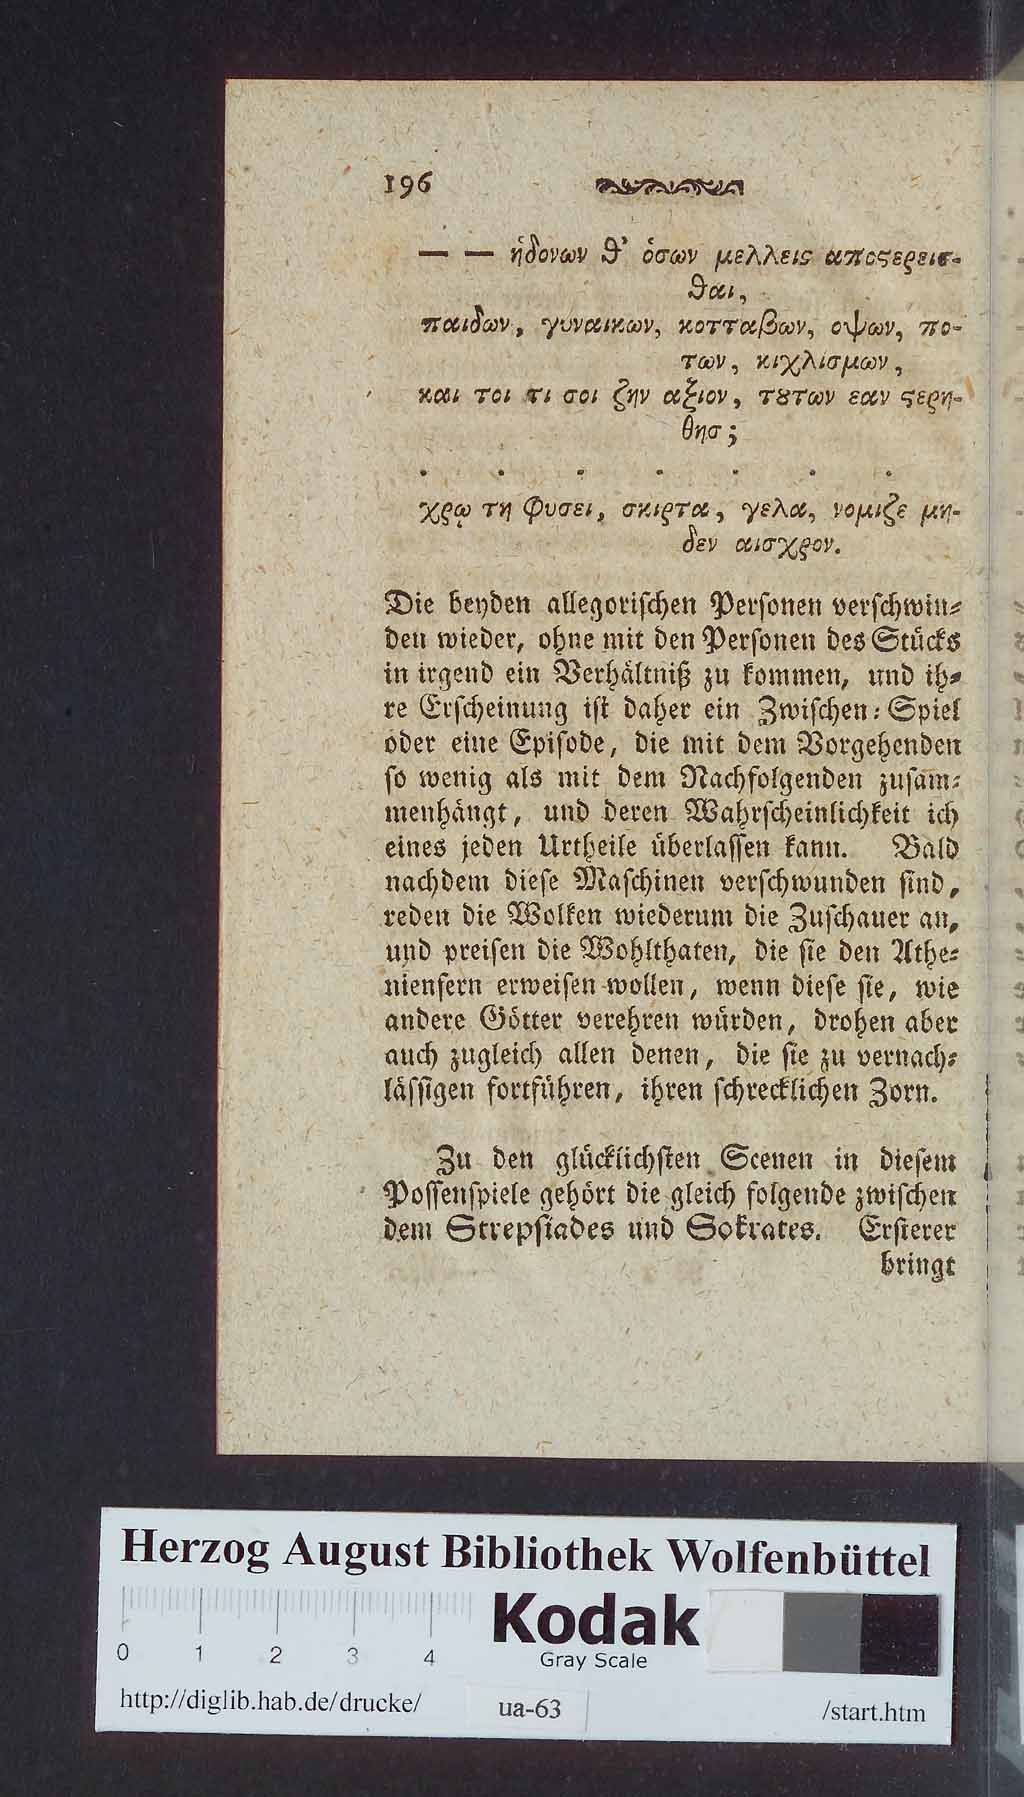 196
— — ἡδονων θ' ὁσων μελλεις αποϛερεισ-
θαι,
παιδων, γυναικων, κοτταβων, οψων, πο-
των, κιχλισμων,
και τοι τι σοι ζην αξιον, τȣτων εαν ϛερη-
θησ;
. . . . . . .
χρῳ τη φυσει, σκιρτα, γελα, νομιζε μη-
δεν αισχρον.
Die beyden allegoriſchen Perſonen verſchwin-
den wieder, ohne mit den Perſonen des Stücks
in irgend ein Verhältniß zu kommen, und ih-
re Erſcheinung iſt daher ein Zwiſchen-Spiel
oder eine Epiſode, die mit dem Vorgehenden
ſo wenig als mit dem Nachfolgenden zuſam-
menhängt, und deren Wahrſcheinlichkeit ich
eines jeden Urtheile überlaſſen kann. Bald
nachdem dieſe Maſchinen verſchwunden ſind,
reden die Wolken wiederum die Zuſchauer an,
und preiſen die Wohlthaten, die ſie den Athe-
nienſern erweiſen wollen, wenn dieſe ſie, wie
andere Götter verehren würden, drohen aber
auch zugleich allen denen, die ſie zu vernach-
läſſigen fortführen, ihren ſchrecklichen Zorn.
Zu den glücklichſten Scenen in dieſem
Poſſenſpiele gehört die gleich folgende zwiſchen
dem Strepſiades und Sokrates. Erſterer
bringt
Herzog August Bibliothek Wolfenbüttel
0 1 2 3 4
Kodak
Gray Scale
http://diglib.hab.de/drucke/ ua-63 /start.htm